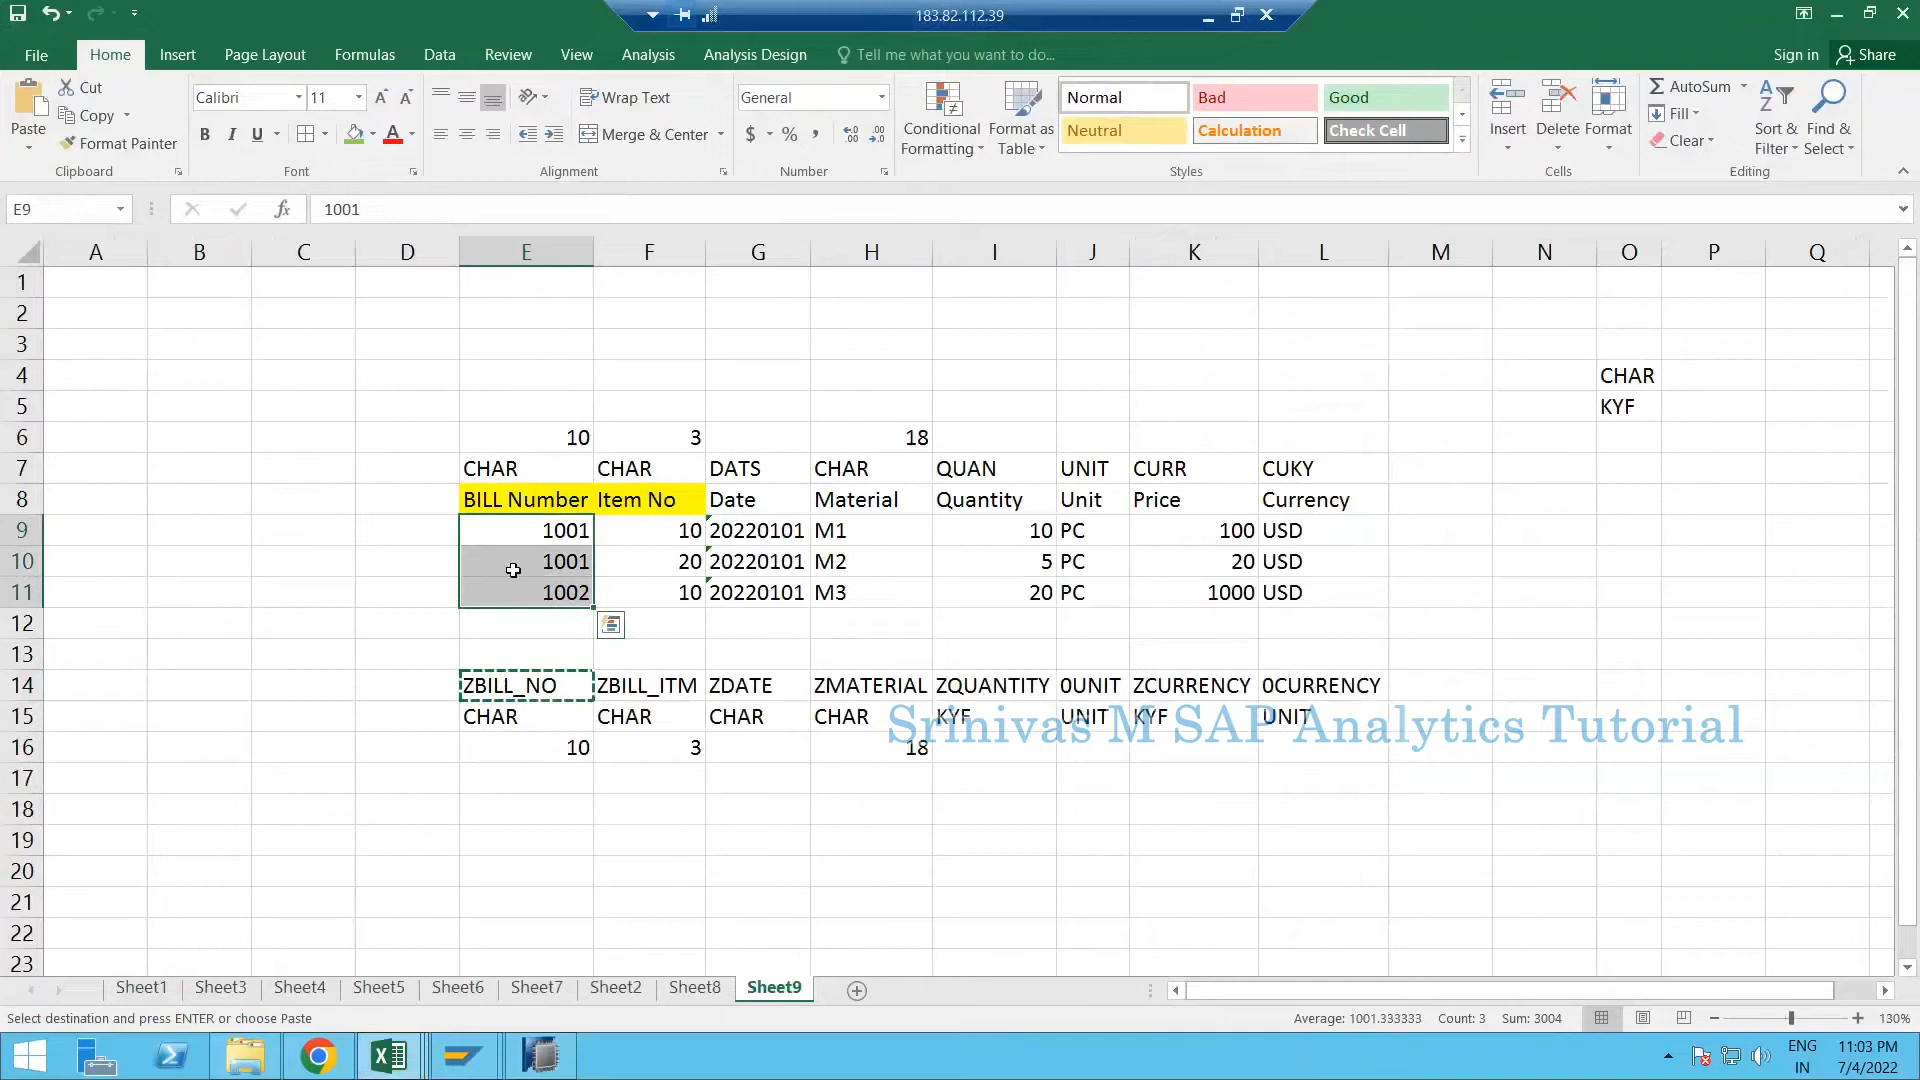 183.82.112.39
File Home Insert Page Layout Formulas Data Review View Analysis Analysis Design Tell me what you want to do... Sign in Share
Paste
Cut
Copy
Format Painter
Clipboard
Calibri 11 A A
B I U A
Font
Wrap Text
Merge & Center
Alignment
General
$ % ,
Number
Conditional Formatting
Format as Table
Normal Bad Good
Neutral Calculation Check Cell
Styles
Insert Delete Format
Cells
AutoSum
Fill
Clear
Sort & Filter
Find & Select
Editing
E9 fx 1001
A B C D E F G H I J K L M N O P Q
1
2
3
4 CHAR
5 KYF
6 10 3 18
7 CHAR CHAR DATS CHAR QUAN UNIT CURR CUKY
8 BILL Number Item No Date Material Quantity Unit Price Currency
9 1001 10 20220101 M1 10 PC 100 USD
10 1001 20 20220101 M2 5 PC 20 USD
11 1002 10 20220101 M3 20 PC 1000 USD
12
13
14 ZBILL_NO ZBILL_ITM ZDATE ZMATERIAL ZQUANTITY 0UNIT ZCURRENCY 0CURRENCY
15 CHAR CHAR CHAR CHAR KYF UNIT KYF UNIT
Srinivas M SAP Analytics Tutorial
16 10 3 18
17
18
19
20
21
22
23
Sheet1 Sheet3 Sheet4 Sheet5 Sheet6 Sheet7 Sheet2 Sheet8 Sheet9
Select destination and press ENTER or choose Paste Average: 1001.333333 Count: 3 Sum: 3004 130%
ENG 11:03 PM
IN 7/4/2022